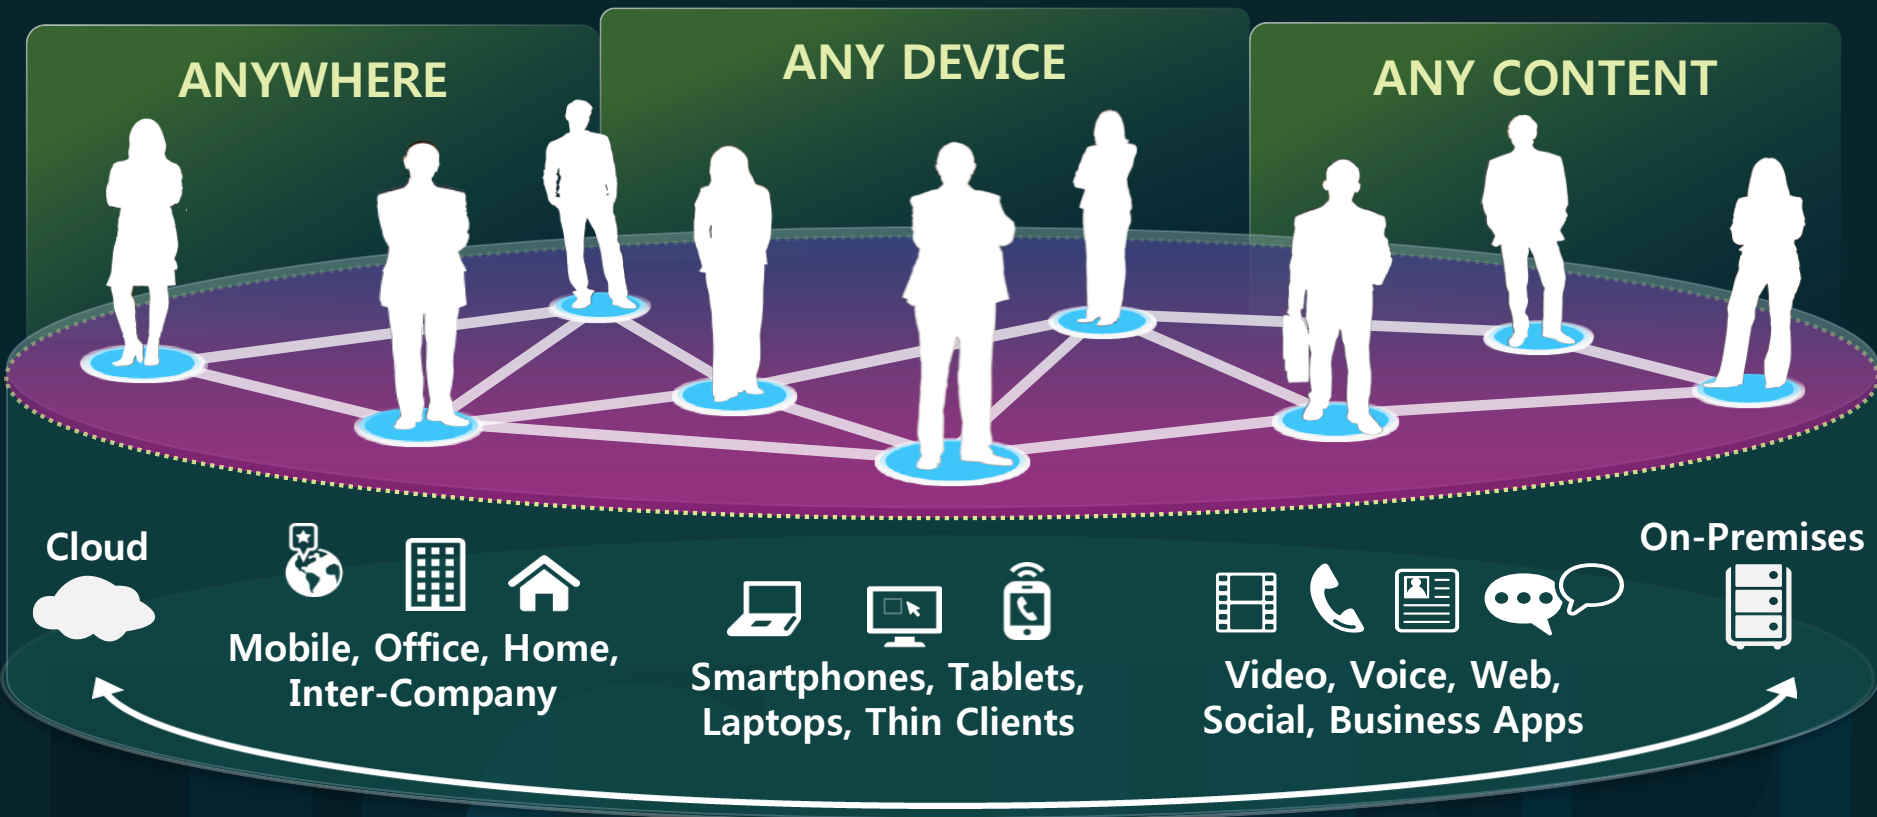 ANYWHERE
ANY DEVICE
ANY CONTENT
Cloud
Mobile, Office, Home,
Inter-Company
Smartphones, Tablets,
Laptops, Thin Clients
Video, Voice, Web,
Social, Business Apps
On-Premises